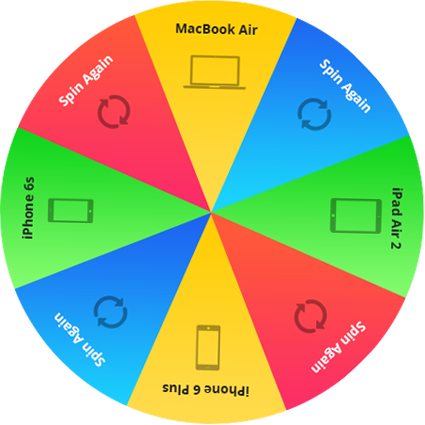 MacBook Air
Spin Again
iPad Air 2
Spin Again
iPhone 6 Plus
Spin Again
iPhone 6s
Spin Again